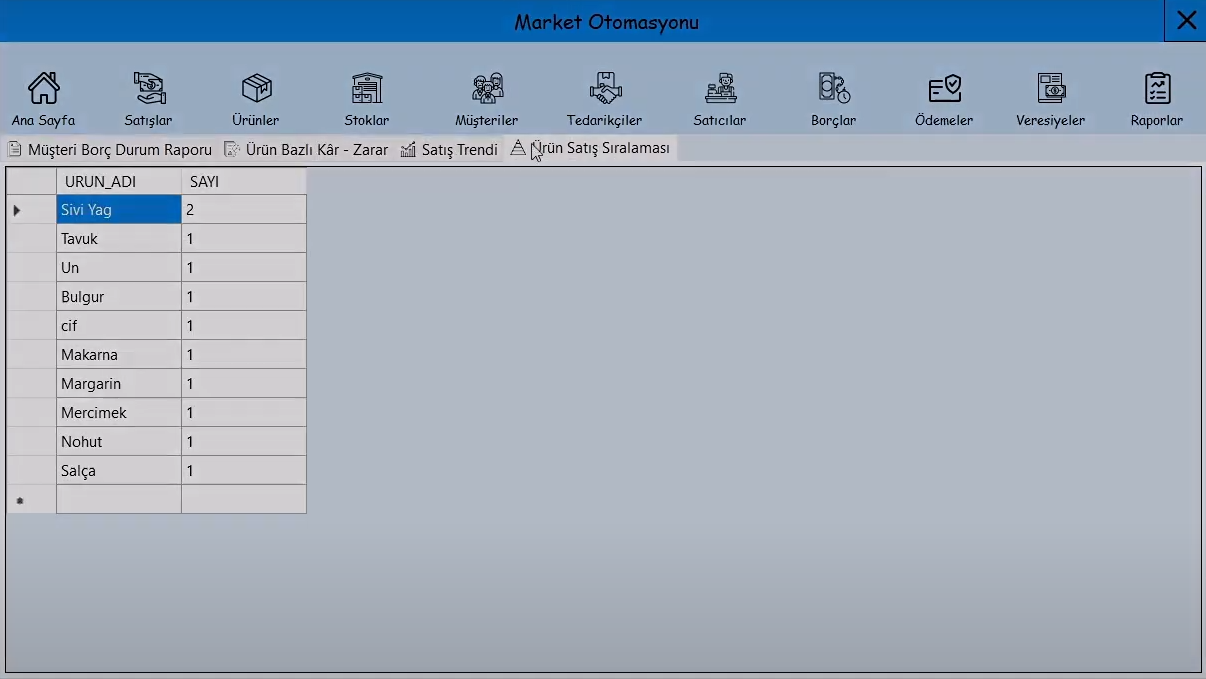 Market Otomasyonu
Ana Sayfa Satışlar Ürünler Stoklar Müşteriler Tedarikçiler Satıcılar Borçlar Ödemeler Veresiyeler Raporlar
Müşteri Borç Durum Raporu Ürün Bazlı Kâr - Zarar Satış Trendi Ürün Satış Sıralaması
URUN_ADI SAYI
Sivi Yag 2
Tavuk 1
Un 1
Bulgur 1
cif 1
Makarna 1
Margarin 1
Mercimek 1
Nohut 1
Salça 1